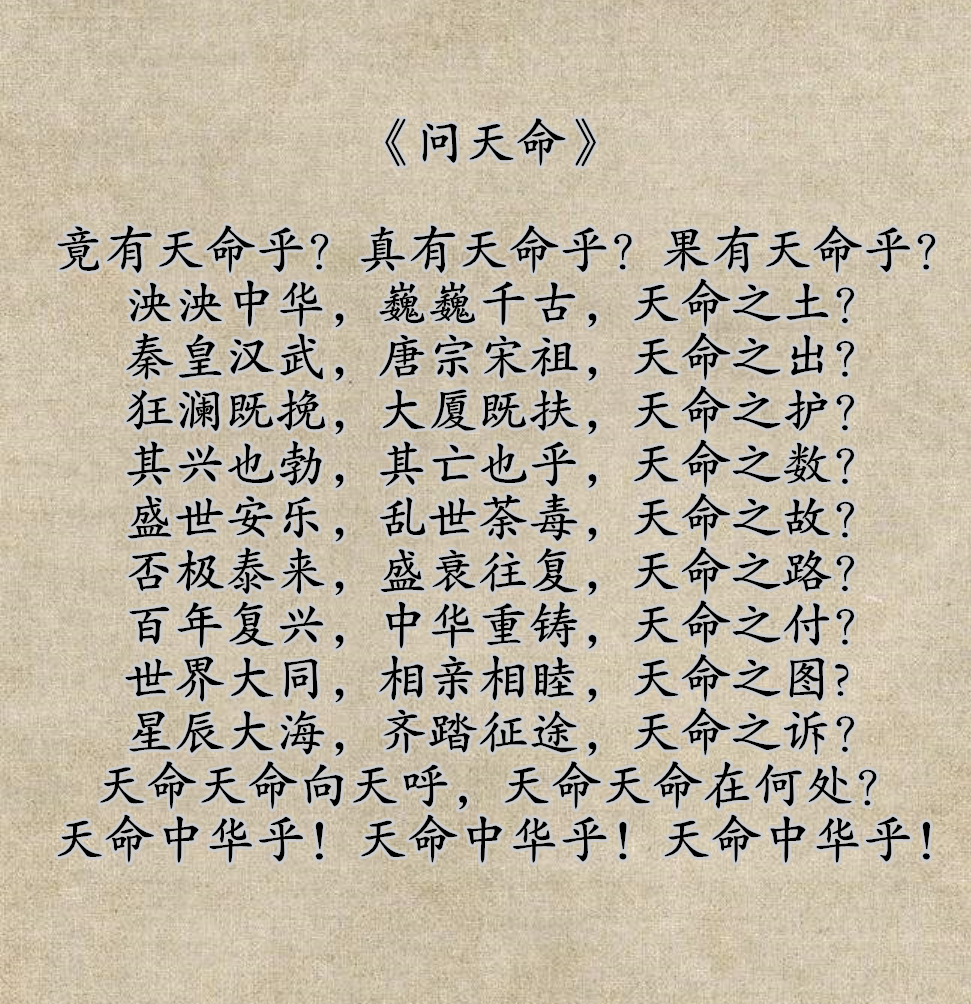 《问天命》
竟有天命乎？真有天命乎？果有天命乎？
泱泱中华，巍巍千古，天命之土？
秦皇汉武，唐宗宋祖，天命之出？
狂澜既挽，大厦既扶，天命之护？
其兴也勃，其亡也乎，天命之数？
盛世安乐，乱世荼毒，天命之故？
否极泰来，盛衰往复，天命之路？
百年复兴，中华重铸，天命之付？
世界大同，相亲相睦，天命之图?
星辰大海，齐踏征途，天命之诉？
天命天命向天呼，天命天命在何处？
天命中华乎！天命中华乎！天命中华乎！